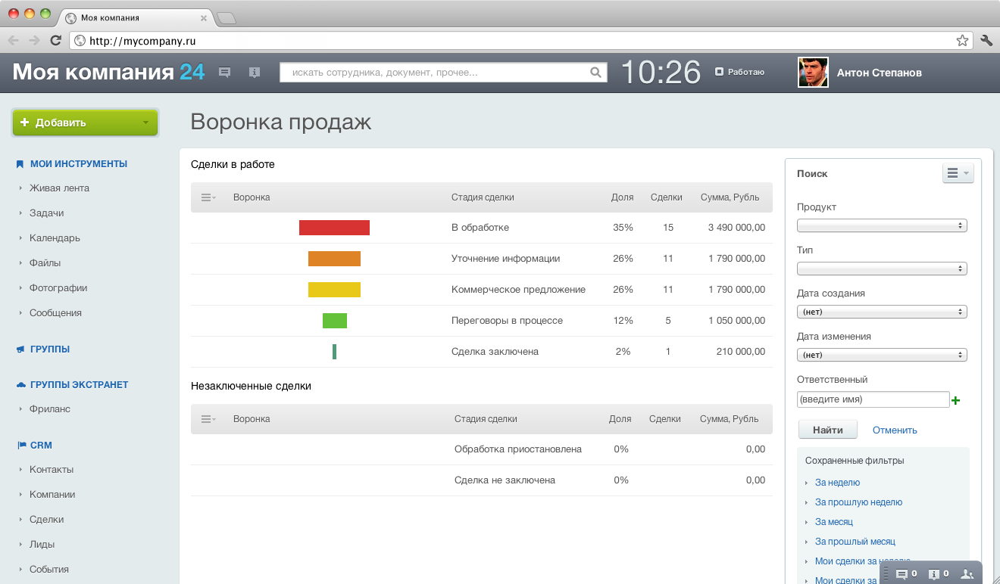 Моя компания
http://mycompany.ru
Моя компания 24
искать сотрудника, документ, прочее...
10:26
Работаю
Антон Степанов
Добавить
МОИ ИНСТРУМЕНТЫ
Живая лента
Задачи
Календарь
Файлы
Фотографии
Сообщения
ГРУППЫ
ГРУППЫ ЭКСТРАНЕТ
Фриланс
CRM
Контакты
Компании
Сделки
Лиды
События
Воронка продаж
Сделки в работе
Воронка Стадия сделки Доля Сделки Сумма, Рубль
В обработке 35% 15 3 490 000,00
Уточнение информации 26% 11 1 790 000,00
Коммерческое предложение 26% 11 1 790 000,00
Переговоры в процессе 12% 5 1 050 000,00
Сделка заключена 2% 1 210 000,00
Незаключенные сделки
Воронка Стадия сделки Доля Сделки Сумма, Рубль
Обработка приостановлена 0% 0,00
Сделка не заключена 0% 0,00
Поиск
Продукт
Тип
Дата создания
(нет)
Дата изменения
(нет)
Ответственный
(введите имя)
Найти Отменить
Сохраненные фильтры
За неделю
За прошлую неделю
За месяц
За прошлый месяц
Мои сделки за неделю
Мои сделки за
0 0